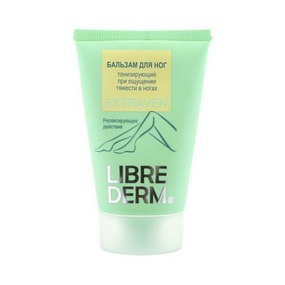 БАЛЬЗАМ ДЛЯ НОГ
тонизирующий
при ощущении
тяжести в ногах
EXTRAVEN
Релаксирующее
действие
LIBRE
DERM®